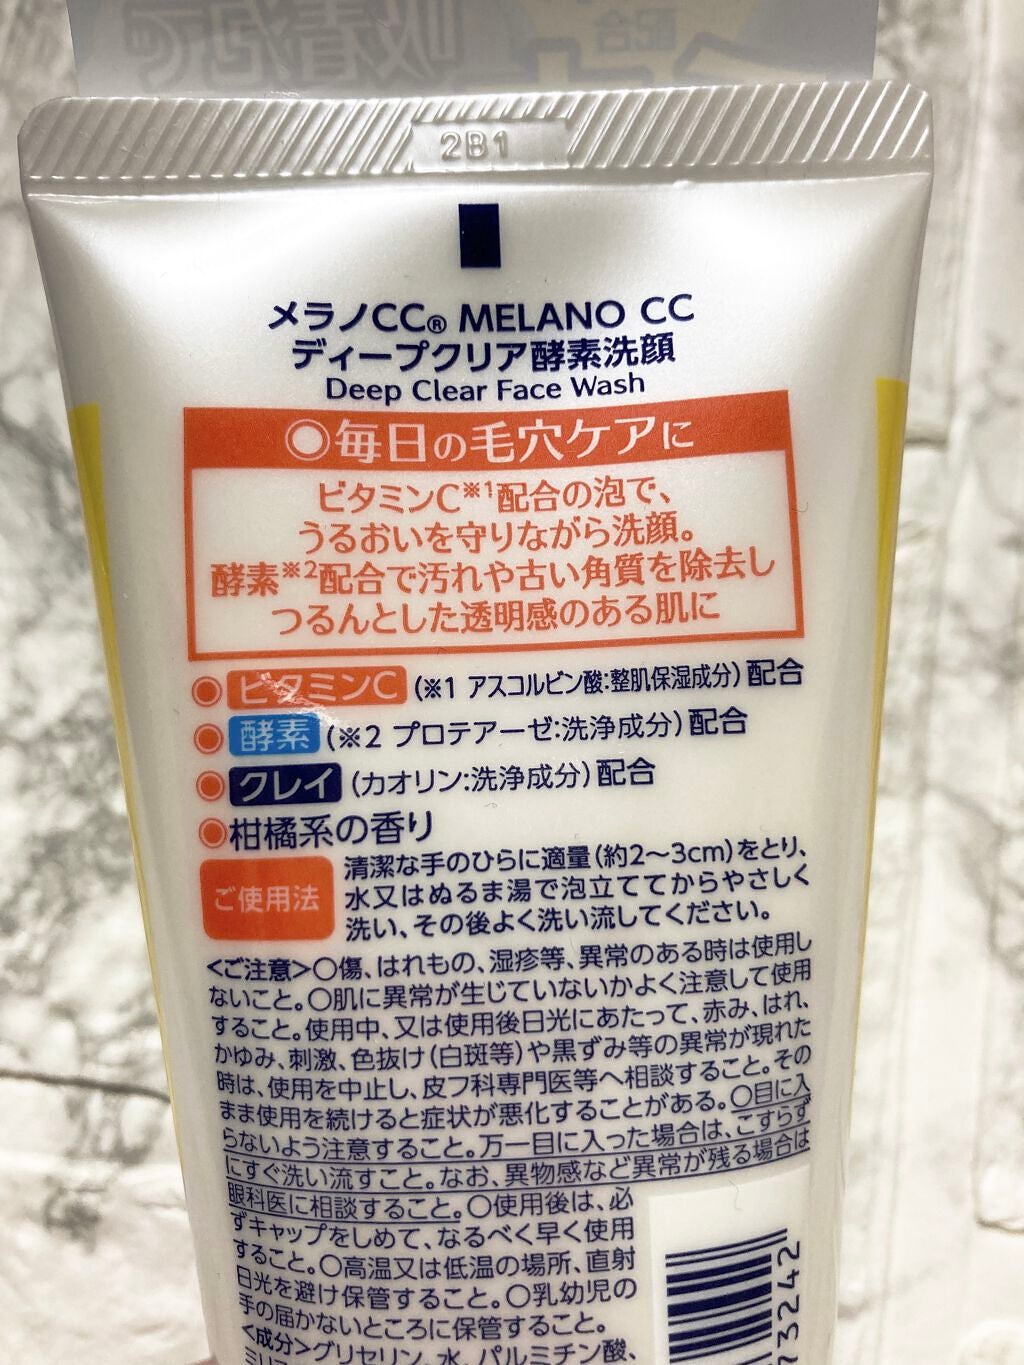 収着泡で
配合
2B1
メラノCC® MELANO CC
ディープクリア酵素洗顔
Deep Clear Face Wash
◎毎日の毛穴ケアに
ビタミンC※1配合の泡で、
うるおいを守りながら洗顔。
酵素※2配合で汚れや古い角質を除去し
つるんとした透明感のある肌に
◉ビタミンC(※1 アスコルビン酸:整肌保湿成分)配合
◉酵素(※2 プロテアーゼ:洗浄成分)配合
◉クレイ(カオリン:洗浄成分)配合
◉柑橘系の香り
ご使用法
清潔な手のひらに適量(約2〜3cm)をとり、
水又はぬるま湯で泡立ててからやさしく
洗い、その後よく洗い流してください。
<ご注意>○傷、はれもの、湿疹等、異常のある時は使用し
ないこと。○肌に異常が生じていないかよく注意して使用
すること。使用中、又は使用後日光にあたって、赤み、はれ、
かゆみ、刺激、色抜け(白斑等)や黒ずみ等の異常が現れた
時は、使用を中止し、皮フ科専門医等へ相談すること。その
まま使用を続けると症状が悪化することがある。○目に入
らないよう注意すること。万一目に入った場合は、こすらず
にすぐ洗い流すこと。なお、異物感など異常が残る場合は
眼科医に相談すること。○使用後は、必
ずキャップをしめて、なるべく早く使用
すること。○高温又は低温の場所、直射
日光を避け保管すること。○乳幼児の
手の届かないところに保管すること。
<成分>グリセリン、水、パルミチン酸、
ミリス
73242